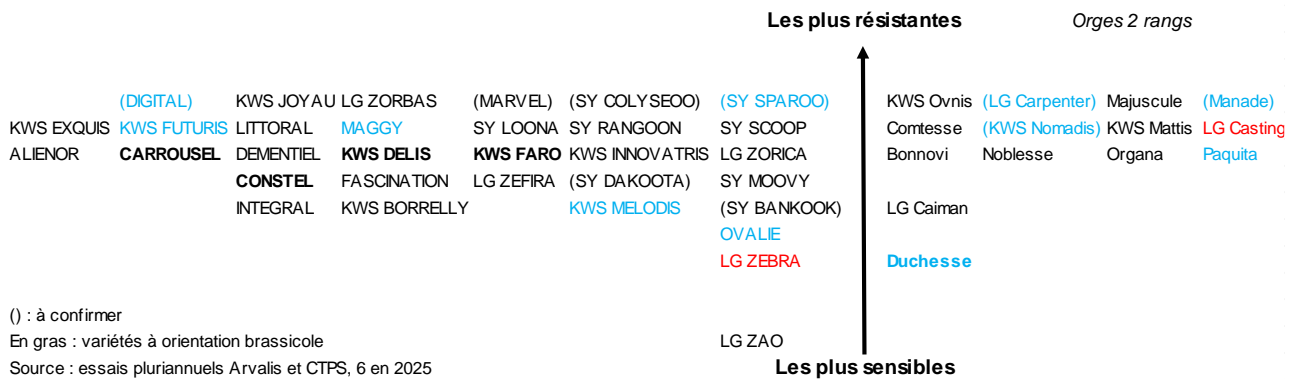 Les plus résistantes Orges 2 rangs
(DIGITAL) KWS JOYAU LG ZORBAS (MARVEL) (SY COLYSEOO) (SY SPAROO) KWS Ovnis (LG Carpenter) Majuscule (Manade)
KWS EXQUIS KWS FUTURIS LITTORAL MAGGY SY LOONA SY RANGOON SY SCOOP Comtesse (KWS Nomadis) KWS Mattis LG Casting
ALIENOR CARROUSEL DEMENTIEL KWS DELIS KWS FARO KWS INNOVATRIS LG ZORICA Bonnovi Noblesse Organa Paquita
CONSTEL FASCINATION LG ZEFIRA (SY DAKOOTA) SY MOOVY
INTEGRAL KWS BORRELLY KWS MELODIS (SY BANKOOK) LG Caiman
OVALIE
LG ZEBRA Duchesse
() : à confirmer
En gras : variétés à orientation brassicole LG ZAO
Source : essais pluriannuels Arvalis et CTPS, 6 en 2025 Les plus sensibles